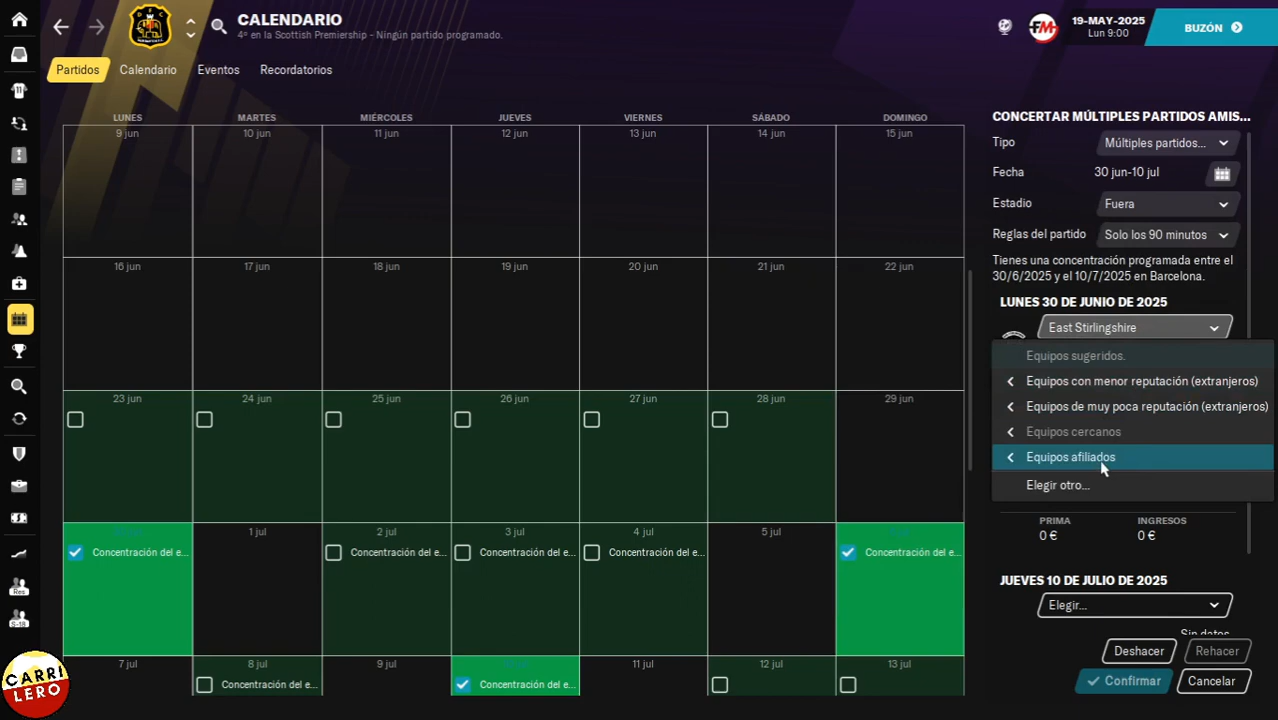 CALENDARIO
4º en la Scottish Premiership - Ningún partido programado.
19-MAY-2025
Lun 9:00
BUZÓN
Partidos
Calendario
Eventos
Recordatorios
LUNES
MARTES
MIÉRCOLES
JUEVES
VIERNES
SÁBADO
DOMINGO
9 jun
10 jun
11 jun
12 jun
13 jun
14 jun
15 jun
16 jun
17 jun
18 jun
19 jun
20 jun
21 jun
22 jun
23 jun
24 jun
25 jun
26 jun
27 jun
28 jun
29 jun
1 jul
2 jul
3 jul
4 jul
5 jul
Concentración del e...
Concentración del e...
Concentración del e...
Concentración del e...
Concentración del e...
7 jul
8 jul
9 jul
11 jul
12 jul
13 jul
Concentración del e...
Concentración del e...
CONCERTAR MÚLTIPLES PARTIDOS AMIS...
Tipo
Múltiples partidos...
Fecha
30 jun-10 jul
Estadio
Fuera
Reglas del partido
Solo los 90 minutos
Tienes una concentración programada entre el
30/6/2025 y el 10/7/2025 en Barcelona.
LUNES 30 DE JUNIO DE 2025
East Stirlingshire
Equipos sugeridos.
Equipos con menor reputación (extranjeros)
Equipos de muy poca reputación (extranjeros)
Equipos cercanos
Equipos afiliados
Elegir otro...
PRIMA
INGRESOS
0 €
0 €
JUEVES 10 DE JULIO DE 2025
Elegir...
Sin datos
Deshacer
Rehacer
Confirmar
Cancelar
Res
S-18
FM
CARRI
LERO